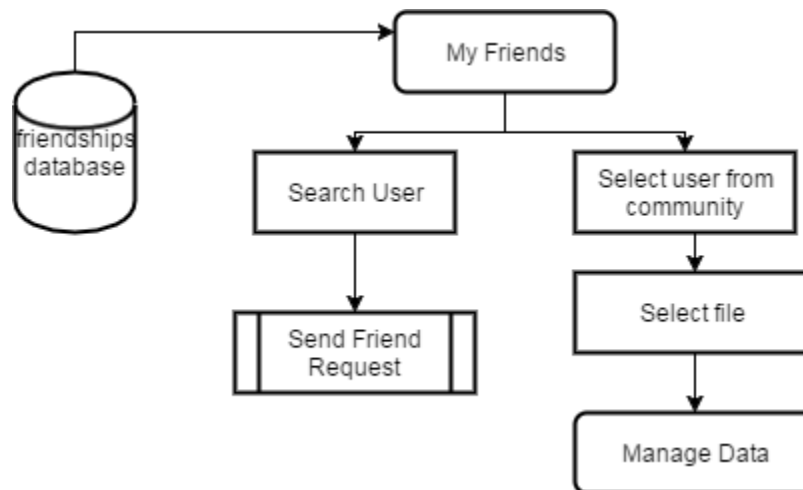 My Friends
friendships
database
Search User
Select user from
community
Send Friend
Request
Select file
Manage Data